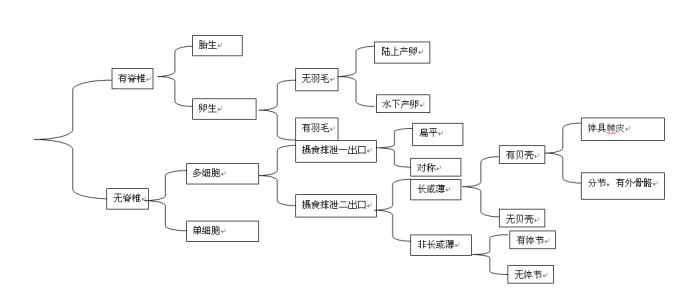 胎生
陆上产卵
有脊椎
无羽毛
卵生
水下产卵
有羽毛
体具棘皮
扁平
摄食排泄一出口
有贝壳
对称
多细胞
分节，有外骨骼
长或薄
无脊椎
摄食排泄二出口
无贝壳
单细胞
有体节
非长或薄
无体节